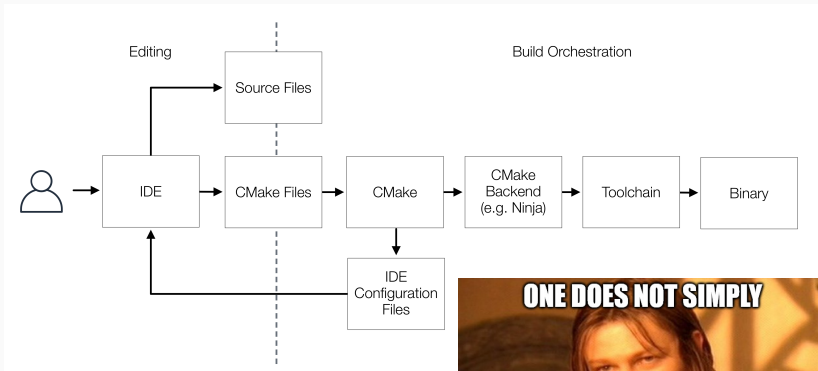 Editing
Build Orchestration
Source Files
IDE
CMake Files
CMake
CMake
Backend
(e.g. Ninja)
Toolchain
Binary
IDE
Configuration
Files
ONE DOES NOT SIMPLY